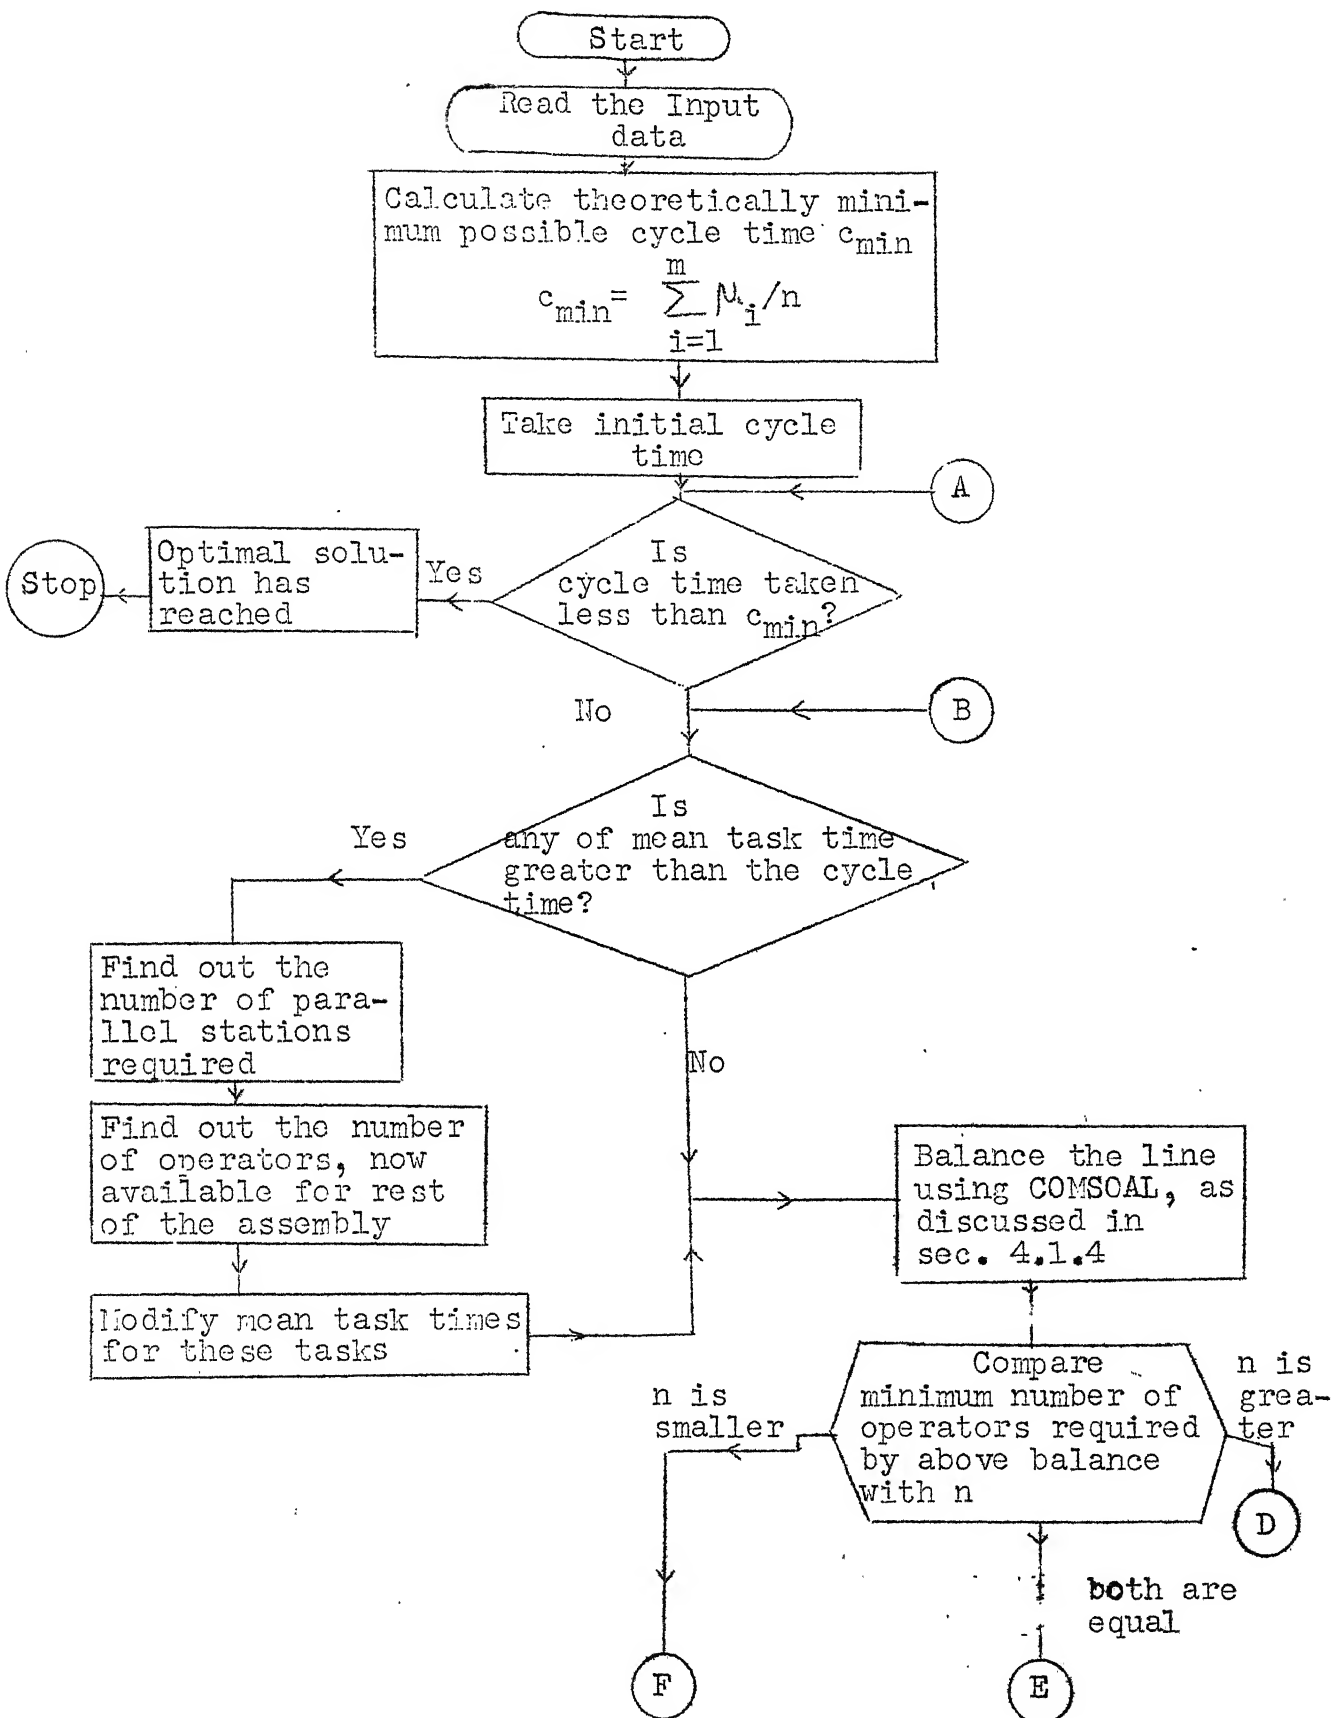 Start
Read the Input
data
Calculate theoretically mini-
mum possible cycle time c_min
m
c_min = ∑ μ_i/n
i=1
Take initial cycle
time
A
Is
cycle time taken
less than c_min?
Yes
Optimal solu-
tion has
reached
Stop
No
B
Is
any of mean task time
greater than the cycle
time?
Yes
Find out the
number of para-
llel stations
required
No
Find out the number
of operators, now
available for rest
of the assembly
Modify mean task times
for these tasks
Balance the line
using COMSOAL, as
discussed in
sec. 4.1.4
Compare
minimum number of
operators required
by above balance
with n
n is
smaller
n is
grea-
ter
D
both are
equal
F
E